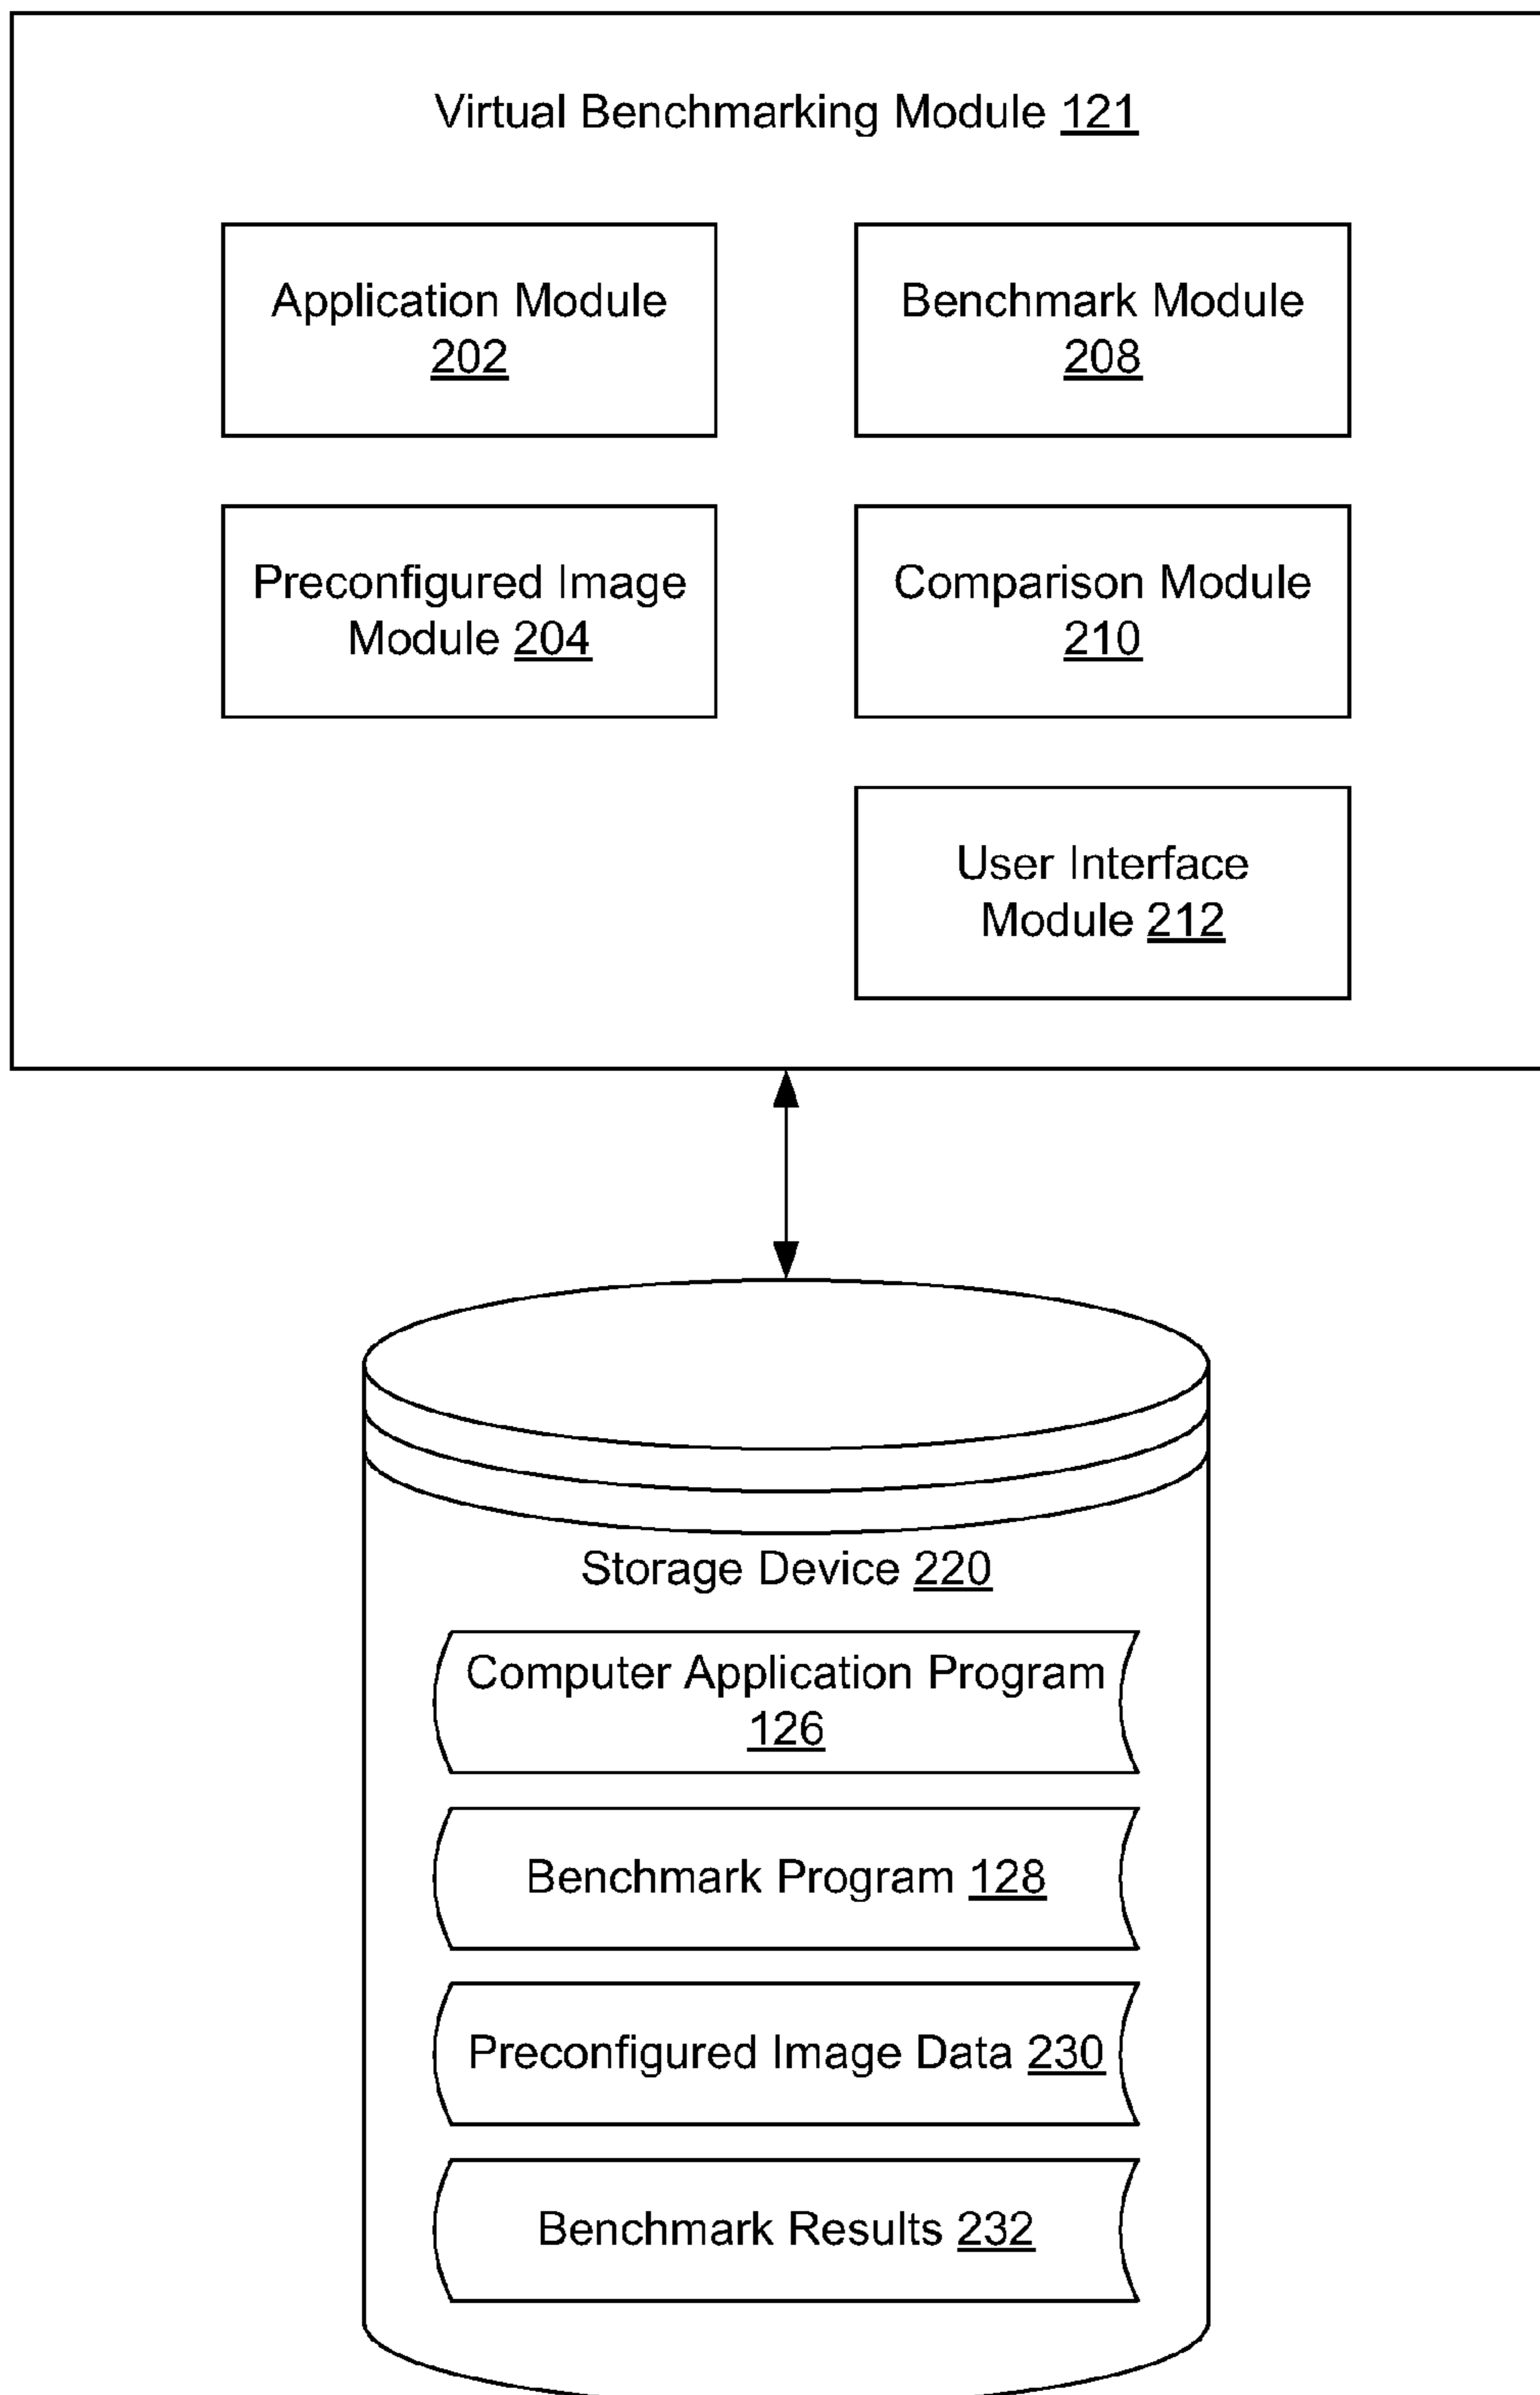 Virtual Benchmarking Module 121
Application Module
202
Benchmark Module
208
Preconfigured Image
Module 204
Comparison Module
210
User Interface
Module 212
Storage Device 220
Computer Application Program
126
Benchmark Program 128
Preconfigured Image Data 230
Benchmark Results 232